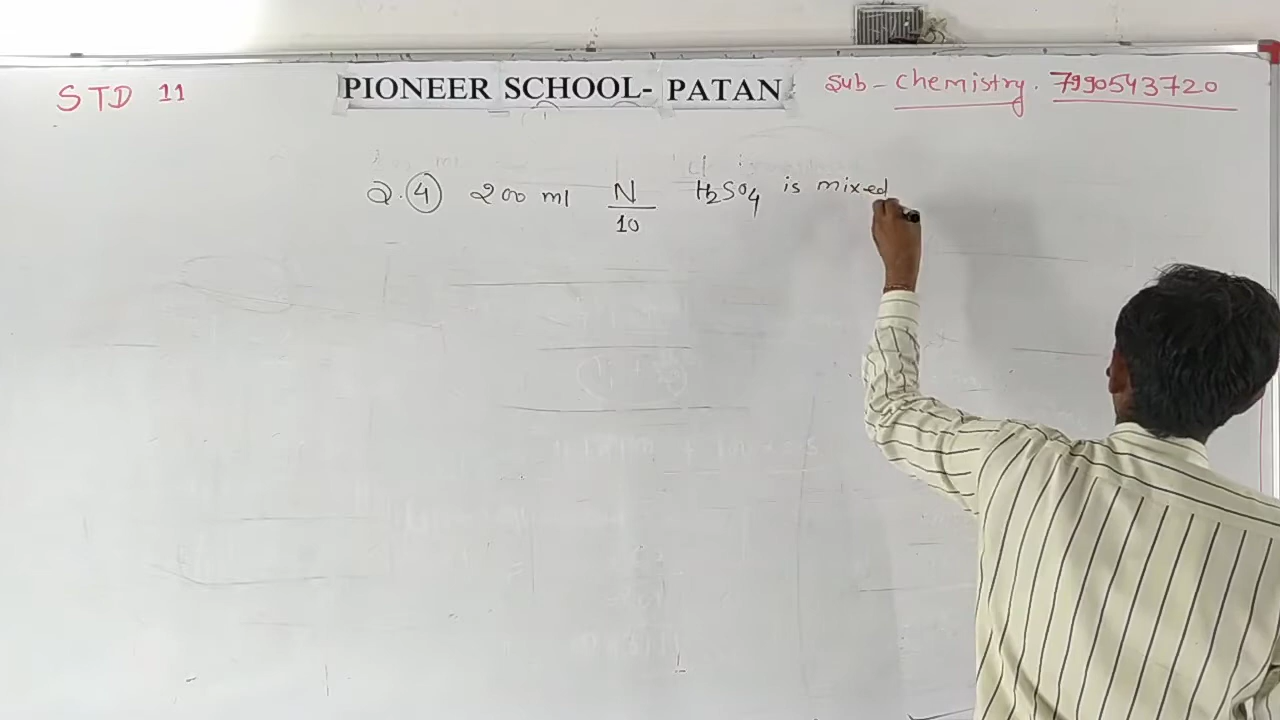 STD 11 PIONEER SCHOOL- PATAN Sub - Chemistry. 7990543720
Q. 4 200 ml N/10 H2SO4 is mixed